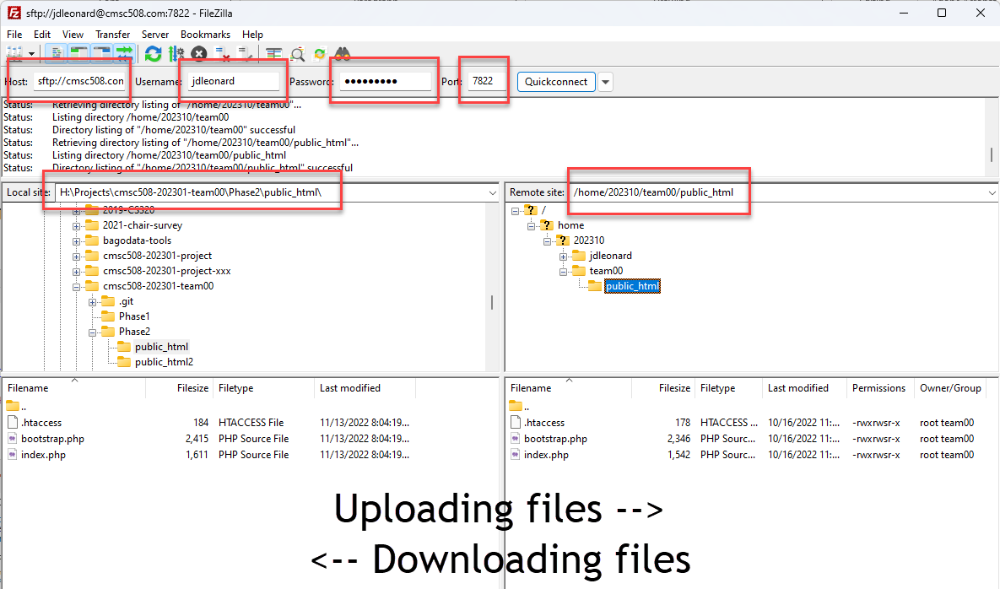 sftp://jdleonard@cmsc508.com:7822 - FileZilla
File Edit View Transfer Server Bookmarks Help
Host: sftp://cmsc508.con Username: jdleonard Password: ●●●●●●●●● Port: 7822 Quickconnect
Status: Retrieving directory listing of "/home/202310/team00"...
Status: Listing directory /home/202310/team00
Status: Directory listing of "/home/202310/team00" successful
Status: Retrieving directory listing of "/home/202310/team00/public_html"...
Status: Listing directory /home/202310/team00/public_html
Status: Directory listing of "/home/202310/team00/public_html" successful
Local site: H:\Projects\cmsc508-202301-team00\Phase2\public_html\
2019-CS320
2021-chair-survey
bagodata-tools
cmsc508-202301-project
cmsc508-202301-project-xxx
cmsc508-202301-team00
.git
Phase1
Phase2
public_html
public_html2
Remote site: /home/202310/team00/public_html
/
home
202310
jdleonard
team00
public_html
Filename Filesize Filetype Last modified
..
.htaccess 184 HTACCESS File 11/13/2022 8:04:19...
bootstrap.php 2,415 PHP Source File 11/13/2022 8:04:19...
index.php 1,611 PHP Source File 11/13/2022 8:04:19...
Filename Filesize Filetype Last modified Permissions Owner/Group
..
.htaccess 178 HTACCESS ... 10/16/2022 11:... -rwxrwsr-x root team00
bootstrap.php 2,346 PHP Sourc... 10/16/2022 11:... -rwxrwsr-x root team00
index.php 1,542 PHP Sourc... 10/16/2022 11:... -rwxrwsr-x root team00
Uploading files -->
<-- Downloading files